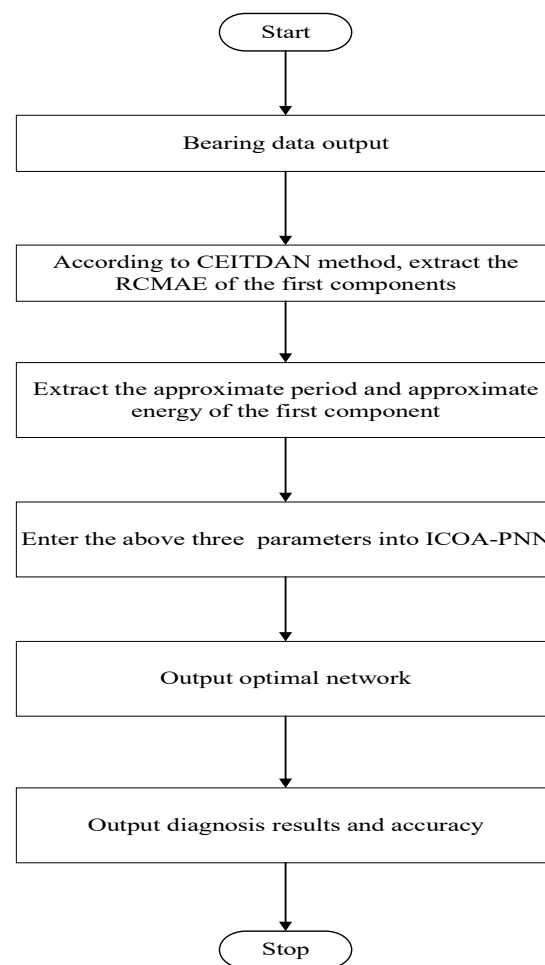 Start
Bearing data output
According to CEITDAN method, extract the
RCMAE of the first components
Extract the approximate period and approximate
energy of the first component
Enter the above three parameters into ICOA-PNN
Output optimal network
Output diagnosis results and accuracy
Stop